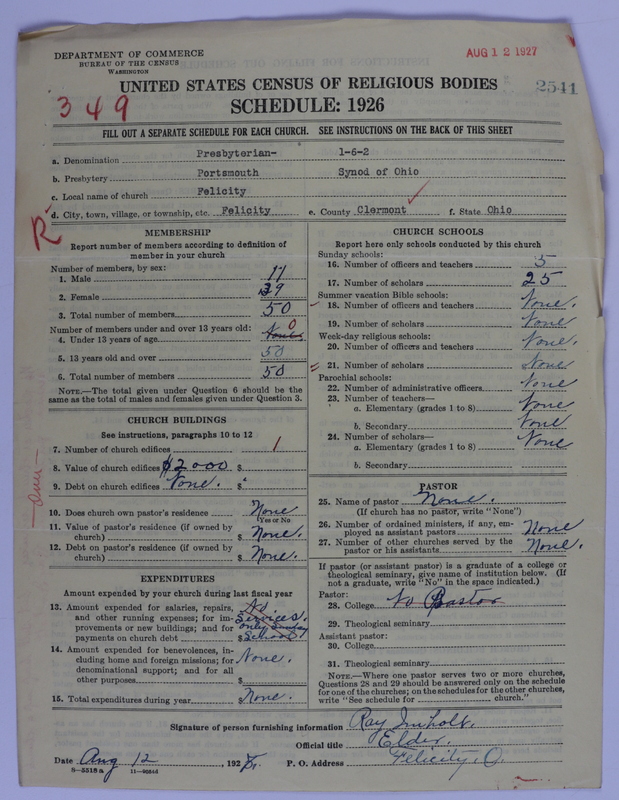 DEPARTMENT OF COMMERCE
BUREAU OF THE CENSUS
WASHINGTON
AUG 12 1927
UNITED STATES CENSUS OF RELIGIOUS BODIES
2541
349
SCHEDULE: 1926
FILL OUT A SEPARATE SCHEDULE FOR EACH CHURCH. SEE INSTRUCTIONS ON THE BACK OF THIS SHEET
a. Denomination Presbyterian- 1-6-2
b. Presbytery Portsmouth Synod of Ohio
c. Local name of church Felicity
R
d. City, town, village, or township, etc. Felicity e. County Clermont f. State Ohio
MEMBERSHIP
Report number of members according to definition of
member in your church
Number of members, by sex:
1. Male 11
2. Female 39
3. Total number of members 50
Number of members under and over 13 years old:
4. Under 13 years of age None 0
5. 13 years old and over 50
6. Total number of members 50
NOTE.—The total given under Question 6 should be the
same as the total of males and females given under Question 3.
CHURCH BUILDINGS
See instructions, paragraphs 10 to 12
7. Number of church edifices 1
8. Value of church edifices $2000 $
9. Debt on church edifices None. $
10. Does church own pastor's residence None
(Yes or No
11. Value of pastor's residence (if owned by
church) $ None.
12. Debt on pastor's residence (if owned by
church) $ None.
EXPENDITURES
Amount expended by your church during last fiscal year
13. Amount expended for salaries, repairs, No
and other running expenses; for im- Services.
provements or new buildings; and for only Sunday
payments on church debt $ School
14. Amount expended for benevolences, in-
cluding home and foreign missions; for None.
denominational support; and for all
other purposes $
15. Total expenditures during year $ None.
CHURCH SCHOOLS
Report here only schools conducted by this church
Sunday schools:
16. Number of officers and teachers 5
17. Number of scholars 25
Summer vacation Bible schools:
18. Number of officers and teachers None.
19. Number of scholars None
Week-day religious schools:
20. Number of officers and teachers None.
21. Number of scholars None
Parochial schools:
22. Number of administrative officers None
23. Number of teachers—
a. Elementary (grades 1 to 8) None
b. Secondary None
24. Number of scholars—
a. Elementary (grades 1 to 8) None
b. Secondary
PASTOR
25. Name of pastor None.
(If church has no pastor, write "None")
26. Number of ordained ministers, if any, em-
ployed as assistant pastors None
27. Number of other churches served by the
pastor or his assistants None.
If pastor (or assistant pastor) is a graduate of a college or
theological seminary, give name of institution below. (If
not a graduate, write "No" in the space indicated.)
Pastor:
28. College No Pastor
29. Theological seminary
Assistant pastor:
30. College
31. Theological seminary
NOTE.—Where one pastor serves two or more churches,
Questions 28 and 29 should be answered only on the schedule
for one of the churches; on the schedules for the other churches,
write "See schedule for church."
Signature of person furnishing information Ray
Official title Elder.
Date Aug 12, 192 P. O. Address Felicity, O.
8-5518 a